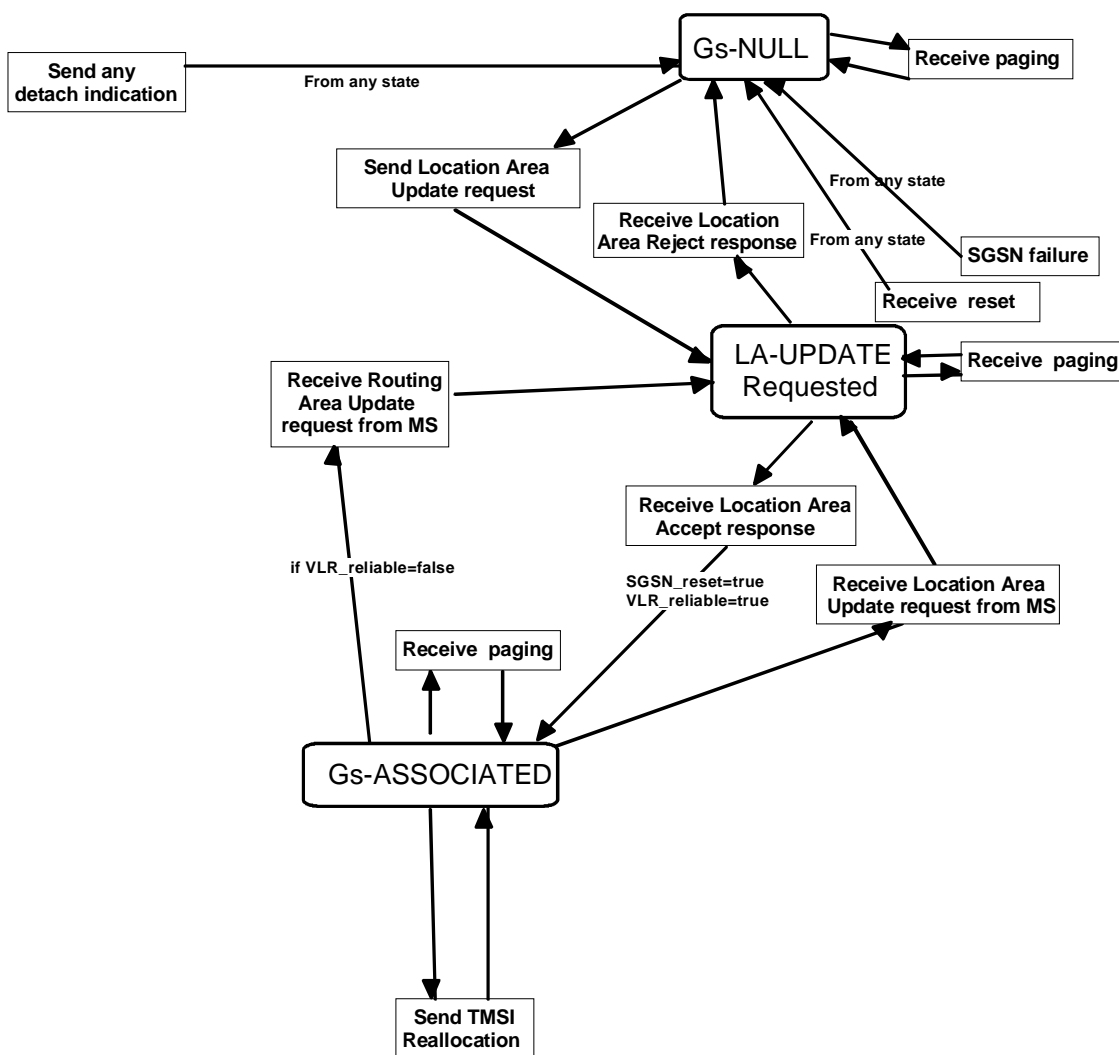 Gs-NULL
Receive paging
Send any
detach indication
From any state
Send Location Area
Update request
From any state
Receive Location
Area Reject response
From any state
SGSN failure
Receive reset
LA-UPDATE
Requested
Receive paging
Receive Routing
Area Update
request from MS
Receive Location Area
Accept response
if VLR_reliable=false
SGSN_reset=true
VLR_reliable=true
Receive Location Area
Update request from MS
Receive paging
Gs-ASSOCIATED
Send TMSI
Reallocation